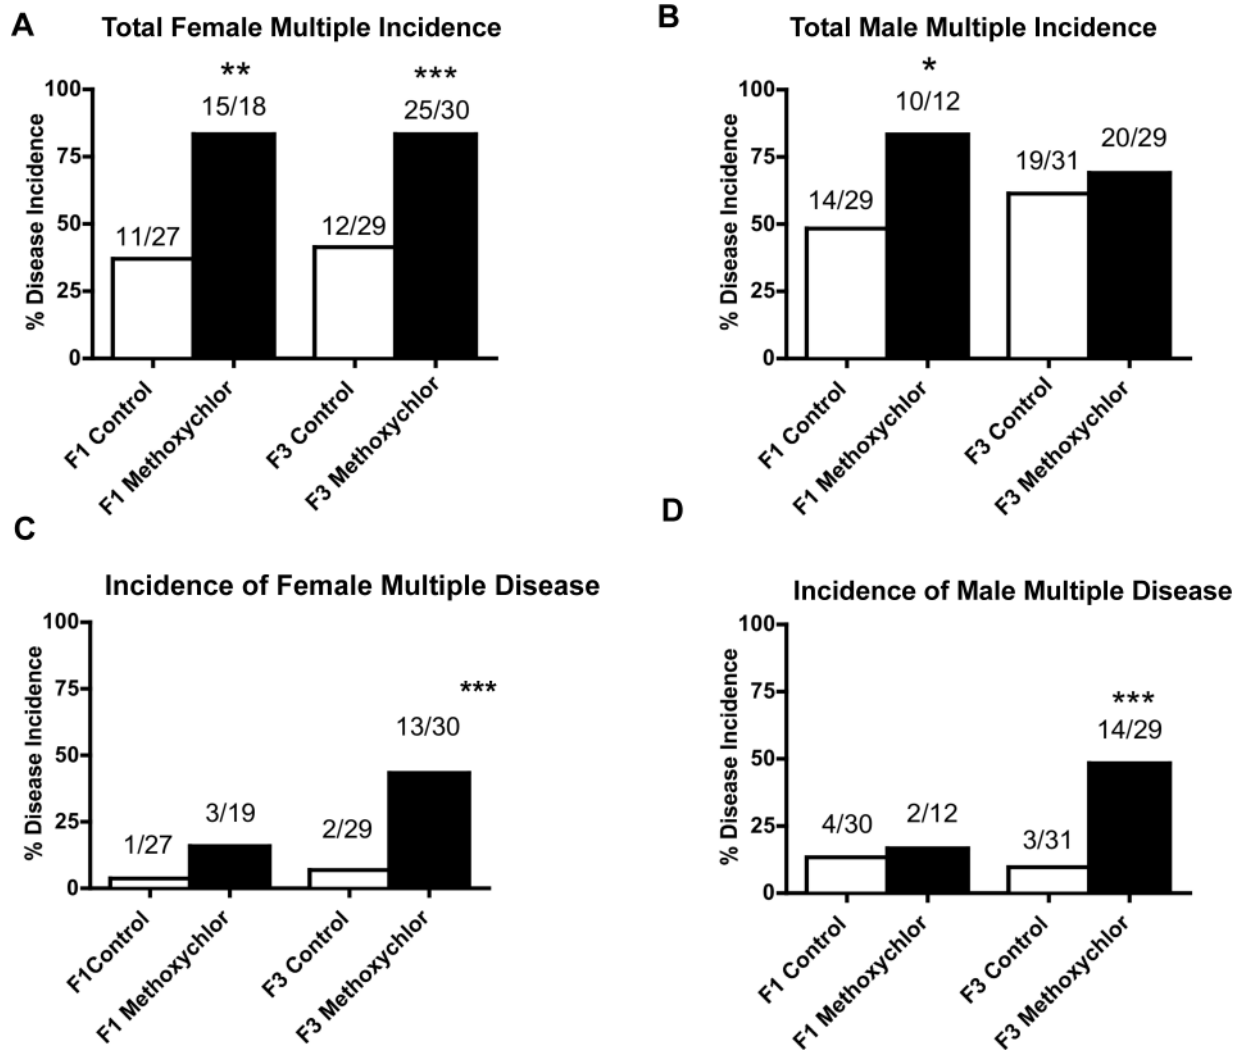 A
Total Female Multiple Incidence
% Disease Incidence
100
75
50
25
0
**
***
15/18
25/30
11/27
12/29
F1 Control
F1 Methoxychlor
F3 Control
F3 Methoxychlor
B
Total Male Multiple Incidence
% Disease Incidence
100
75
50
25
0
*
10/12
20/29
19/31
14/29
F1 Control
F1 Methoxychlor
F3 Control
F3 Methoxychlor
C
Incidence of Female Multiple Disease
% Disease Incidence
100
75
50
25
0
***
13/30
3/19
2/29
1/27
F1Control
F1 Methoxychlor
F3 Control
F3 Methoxychlor
D
Incidence of Male Multiple Disease
% Disease Incidence
100
75
50
25
0
***
14/29
4/30
2/12
3/31
F1 Control
F1 Methoxychlor
F3 Control
F3 Methoxychlor